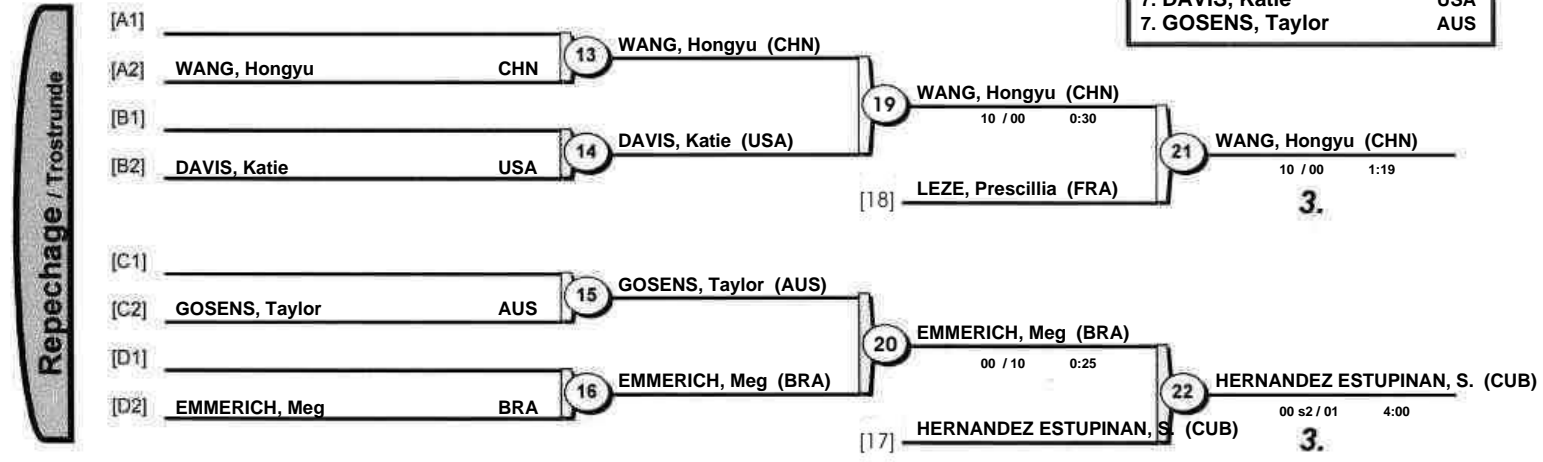 7. DAVIS, Katie USA
7. GOSENS, Taylor AUS
Repechage / Trostrunde
[A1]
[A2] WANG, Hongyu CHN
13
WANG, Hongyu (CHN)
[B1]
[B2] DAVIS, Katie USA
14
DAVIS, Katie (USA)
19
WANG, Hongyu (CHN)
10 / 00 0:30
[18] LEZE, Prescillia (FRA)
21
WANG, Hongyu (CHN)
10 / 00 1:19
3.
[C1]
[C2] GOSENS, Taylor AUS
15
GOSENS, Taylor (AUS)
[D1]
[D2] EMMERICH, Meg BRA
16
EMMERICH, Meg (BRA)
20
EMMERICH, Meg (BRA)
00 / 10 0:25
[17] HERNANDEZ ESTUPINAN, S. (CUB)
22
HERNANDEZ ESTUPINAN, S. (CUB)
00 s2 / 01 4:00
3.